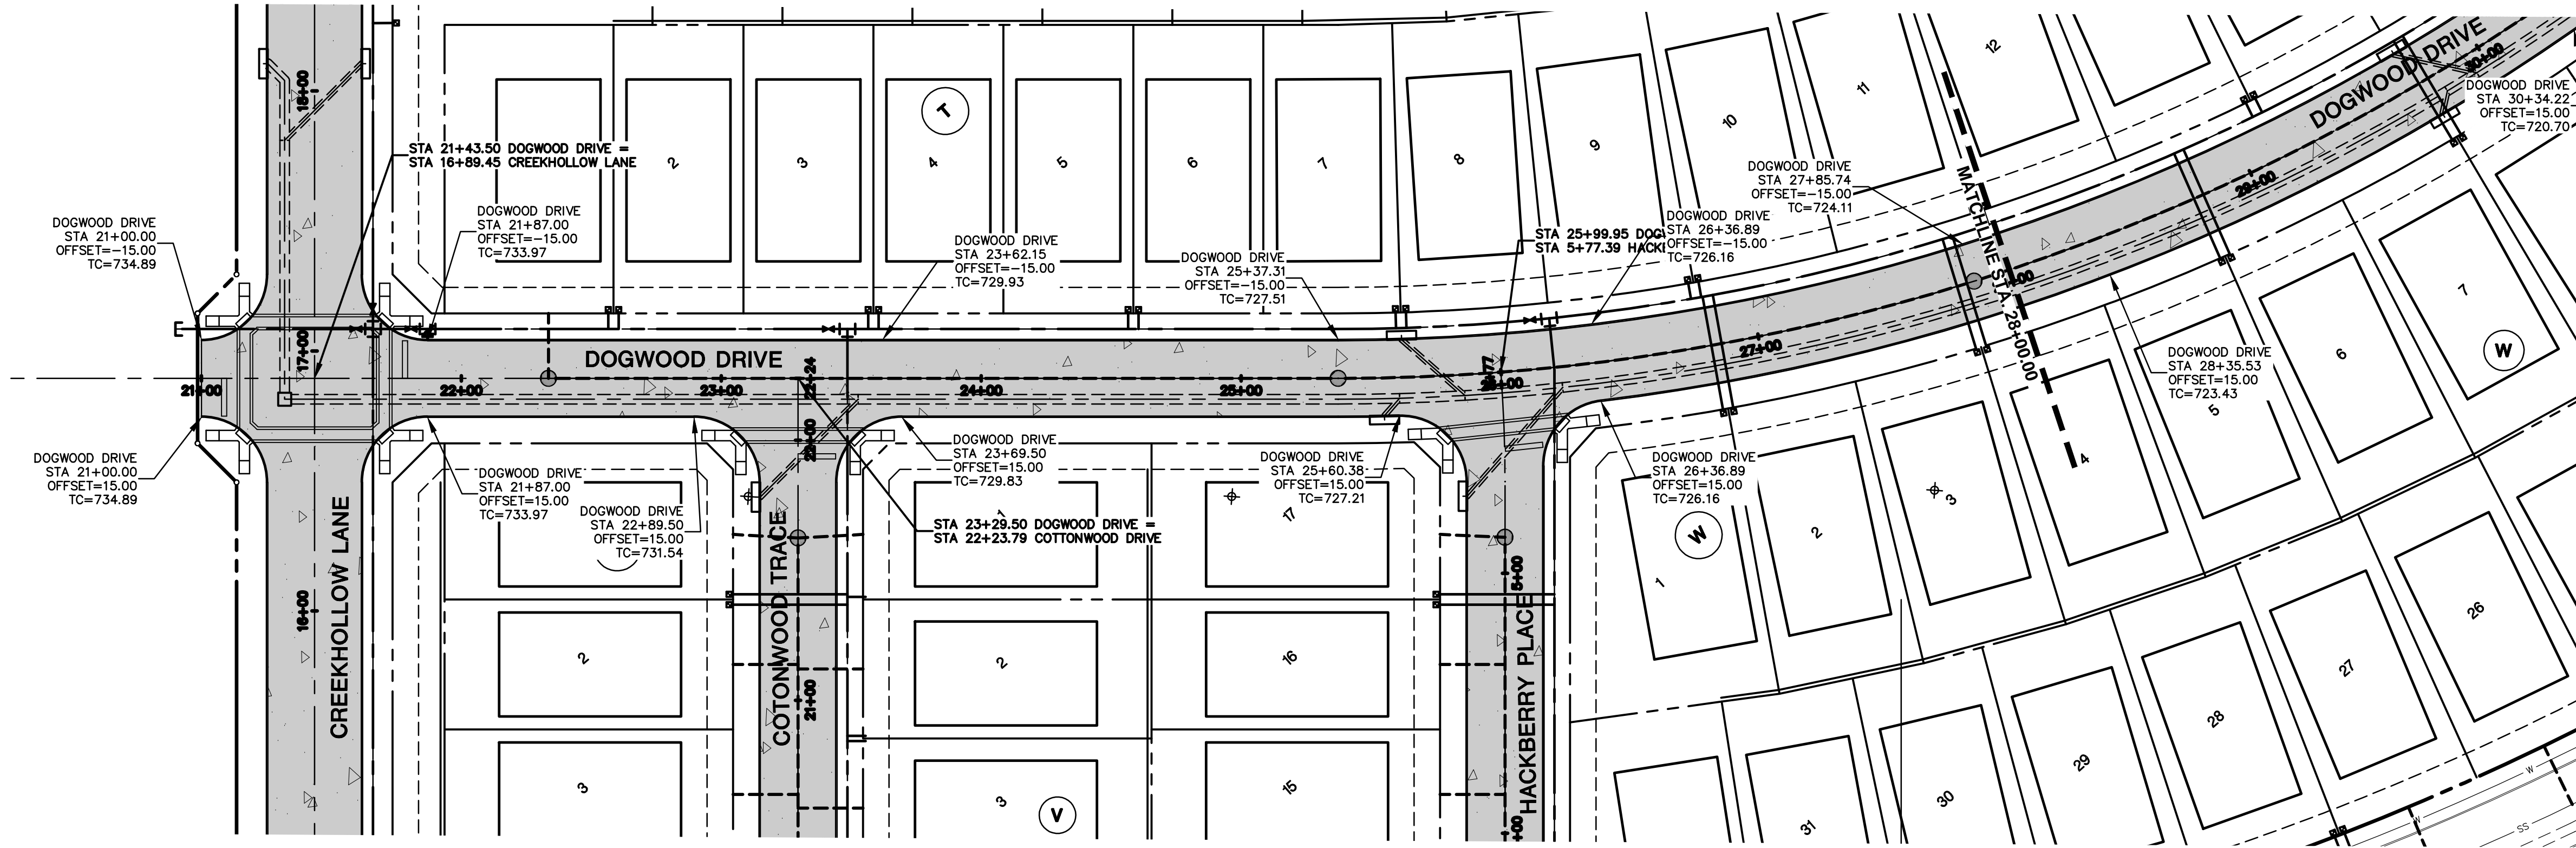 STA 21+43.50 DOGWOOD DRIVE =
STA 16+89.45 CREEKHOLLOW LANE
DOGWOOD DRIVE
STA 21+00.00
OFFSET=-15.00
TC=734.89
DOGWOOD DRIVE
STA 21+87.00
OFFSET=-15.00
TC=733.97
DOGWOOD DRIVE
STA 23+62.15
OFFSET=-15.00
TC=729.93
DOGWOOD DRIVE
STA 25+37.31
OFFSET=-15.00
TC=727.51
STA 25+99.95
STA 5+77.39
DOGWOOD DRIVE
STA 26+36.89
OFFSET=-15.00
TC=726.16
DOGWOOD DRIVE
STA 27+85.74
OFFSET=-15.00
TC=724.11
MATCHLINE STA. 28+00.00
DOGWOOD DRIVE
DOGWOOD DRIVE
STA 30+34.22
OFFSET=15.00
TC=720.70
18+00
17+00
16+00
T
2
3
4
5
6
7
8
9
10
11
12
DOGWOOD DRIVE
21+00
22+00
23+00
24+00
25+00
26+00
27+00
29+00
30+00
22+24
22+00
21+00
5+77
5+00
DOGWOOD DRIVE
STA 21+00.00
OFFSET=15.00
TC=734.89
DOGWOOD DRIVE
STA 21+87.00
OFFSET=15.00
TC=733.97
DOGWOOD DRIVE
STA 22+89.50
OFFSET=15.00
TC=731.54
DOGWOOD DRIVE
STA 23+69.50
OFFSET=15.00
TC=729.83
STA 23+29.50 DOGWOOD DRIVE =
STA 22+23.79 COTTONWOOD DRIVE
DOGWOOD DRIVE
STA 25+60.38
OFFSET=15.00
TC=727.21
DOGWOOD DRIVE
STA 26+36.89
OFFSET=15.00
TC=726.16
DOGWOOD DRIVE
STA 28+35.53
OFFSET=15.00
TC=723.43
CREEKHOLLOW LANE
COTONWOOD TRACE
HACKBERRY PLACE
2
3
1
2
3
V
17
16
15
W
1
2
3
4
5
6
7
W
26
27
28
29
30
31
W
W
SS